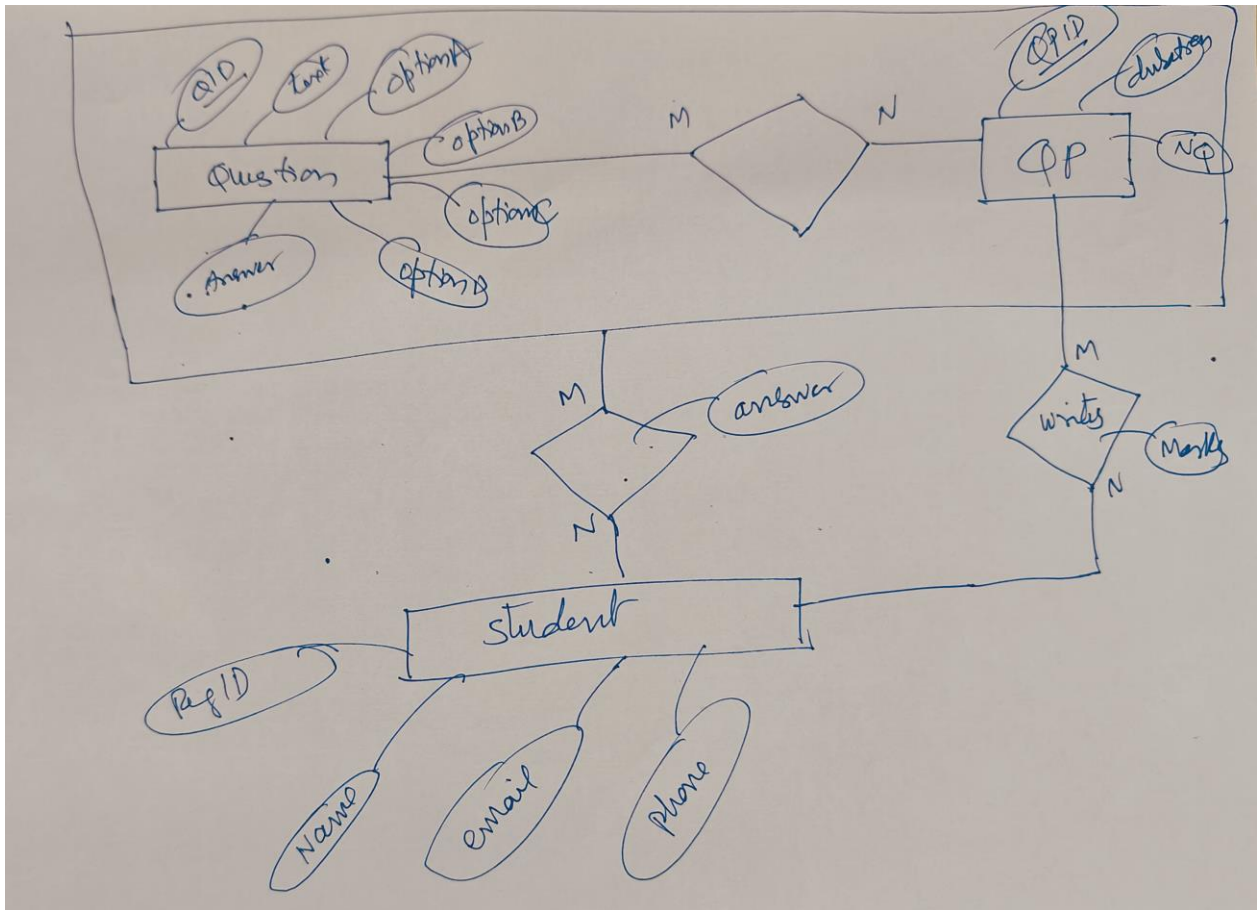 QID
text
optionA
QPID
duration
optionB
M
N
Question
QP
NQ
optionC
Answer
optionD
M
answer
M
writes
Marks
N
N
Student
RegID
Name
email
phone